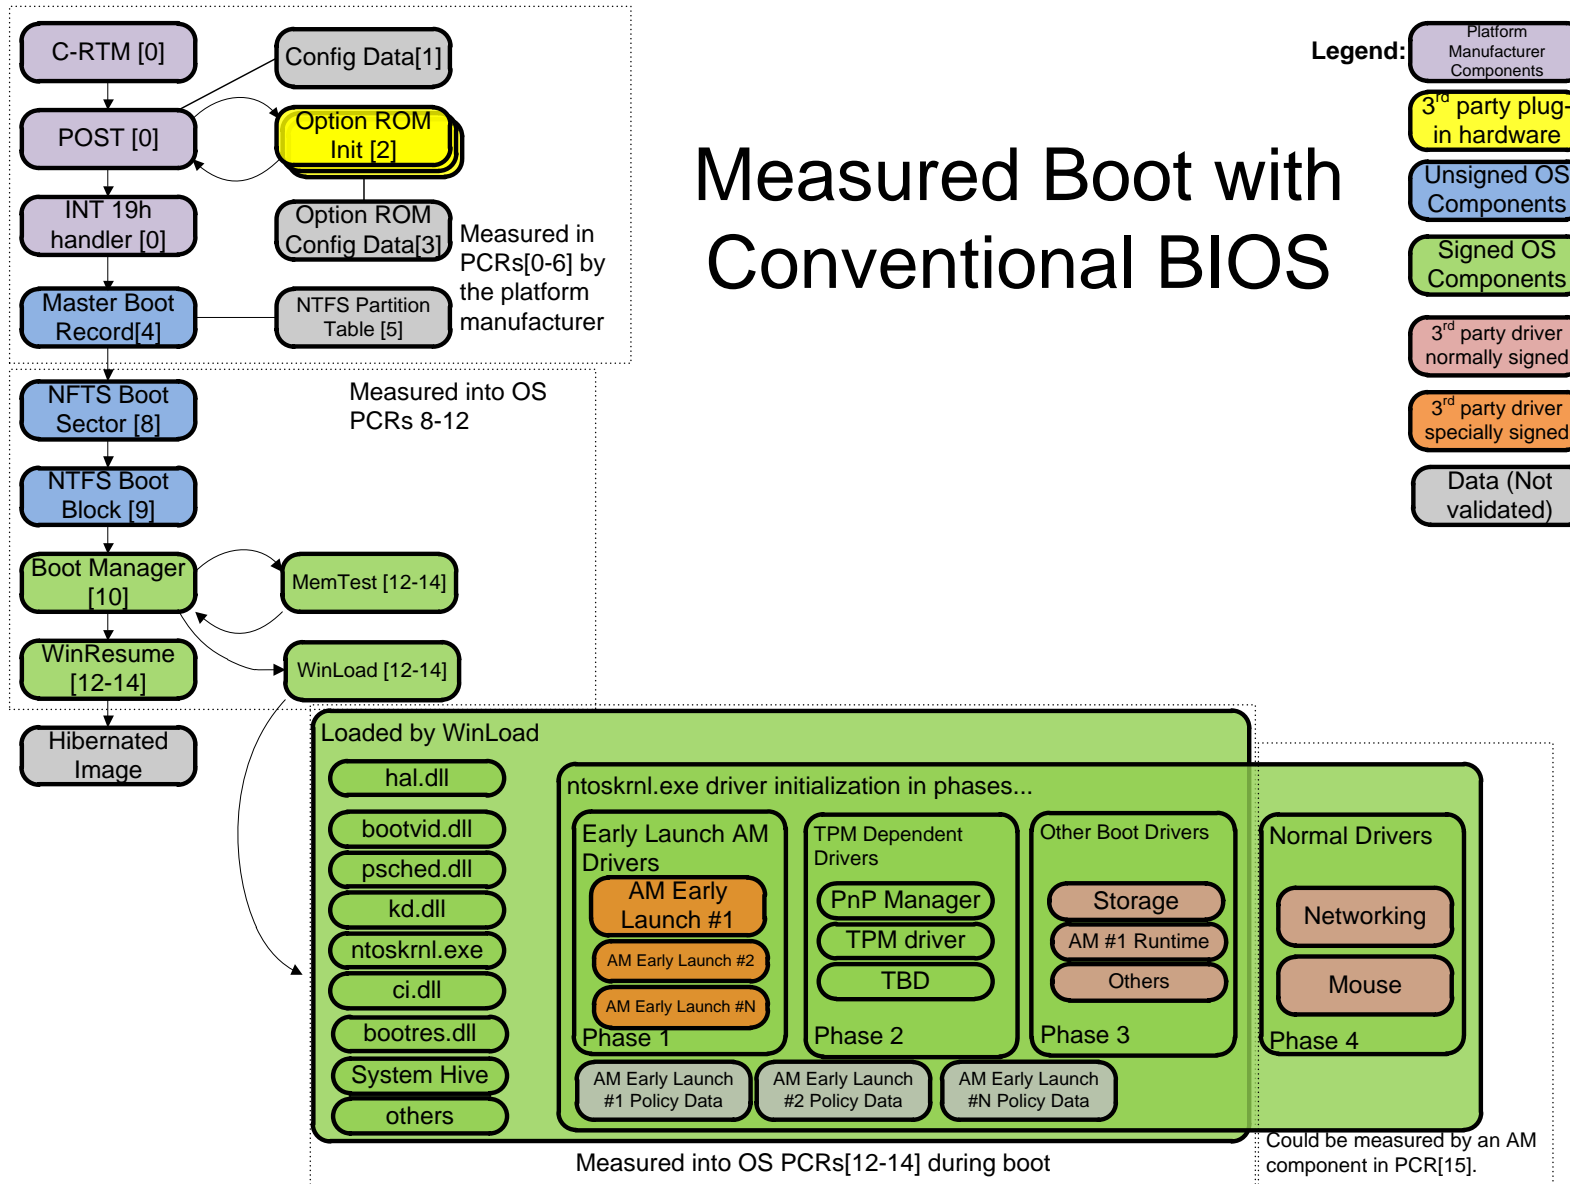 Measured Boot with
Conventional BIOS
C-RTM [0]
Config Data[1]
POST [0]
Option ROM
Init [2]
INT 19h
handler [0]
Option ROM
Config Data[3]
Measured in
PCRs[0-6] by
the platform
manufacturer
Master Boot
Record[4]
NTFS Partition
Table [5]
NFTS Boot
Sector [8]
Measured into OS
PCRs 8-12
NTFS Boot
Block [9]
Boot Manager
[10]
MemTest [12-14]
WinResume
[12-14]
WinLoad [12-14]
Hibernated
Image
Legend:
Platform
Manufacturer
Components
3rd party plug-
in hardware
Unsigned OS
Components
Signed OS
Components
3rd party driver
normally signed
3rd party driver
specially signed
Data (Not
validated)
Loaded by WinLoad
hal.dll
bootvid.dll
psched.dll
kd.dll
ntoskrnl.exe
ci.dll
bootres.dll
System Hive
others
ntoskrnl.exe driver initialization in phases...
Early Launch AM
Drivers
AM Early
Launch #1
AM Early Launch #2
AM Early Launch #N
Phase 1
TPM Dependent
Drivers
PnP Manager
TPM driver
TBD
Phase 2
Other Boot Drivers
Storage
AM #1 Runtime
Others
Phase 3
Normal Drivers
Networking
Mouse
Phase 4
AM Early Launch
#1 Policy Data
AM Early Launch
#2 Policy Data
AM Early Launch
#N Policy Data
Measured into OS PCRs[12-14] during boot
Could be measured by an AM
component in PCR[15].